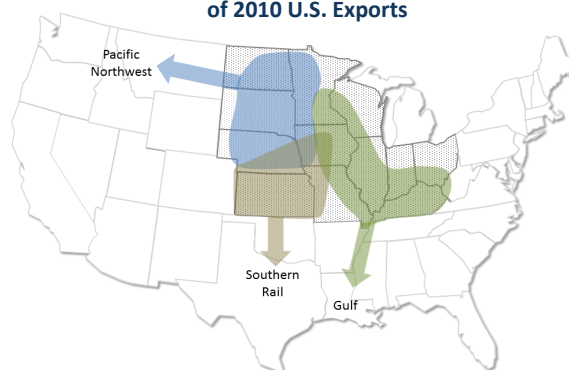 of 2010 U.S. Exports
Pacific
Northwest
Southern
Rail
Gulf